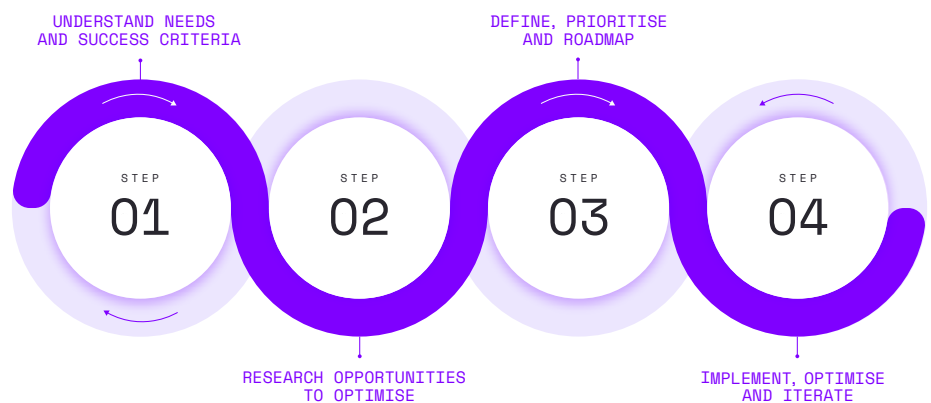 UNDERSTAND NEEDS
AND SUCCESS CRITERIA
DEFINE, PRIORITISE
AND ROADMAP
STEP
01
STEP
02
STEP
03
STEP
04
RESEARCH OPPORTUNITIES
TO OPTIMISE
IMPLEMENT, OPTIMISE
AND ITERATE